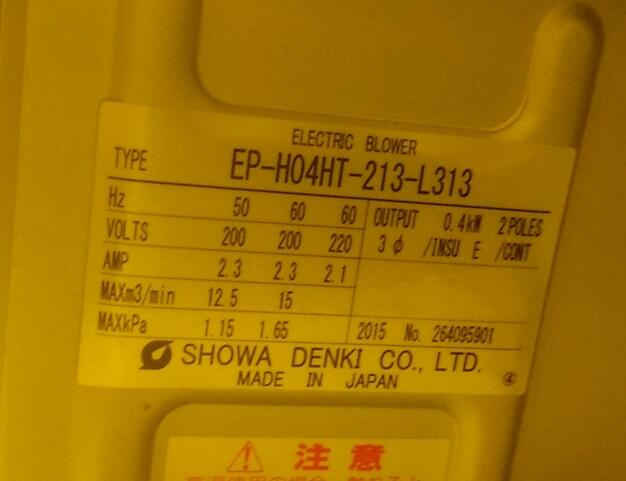 ELECTRIC BLOWER
TYPE EP-H04HT-213-L313
Hz 50 60 60 OUTPUT 0.4kW 2POLES
VOLTS 200 200 220 3φ /INSU E /CONT
AMP 2.3 2.3 2.1
MAXm3/min 12.5 15
MAXkPa 1.15 1.65 2015 No. 264095901
SHOWA DENKI CO., LTD.
MADE IN JAPAN ④
注意